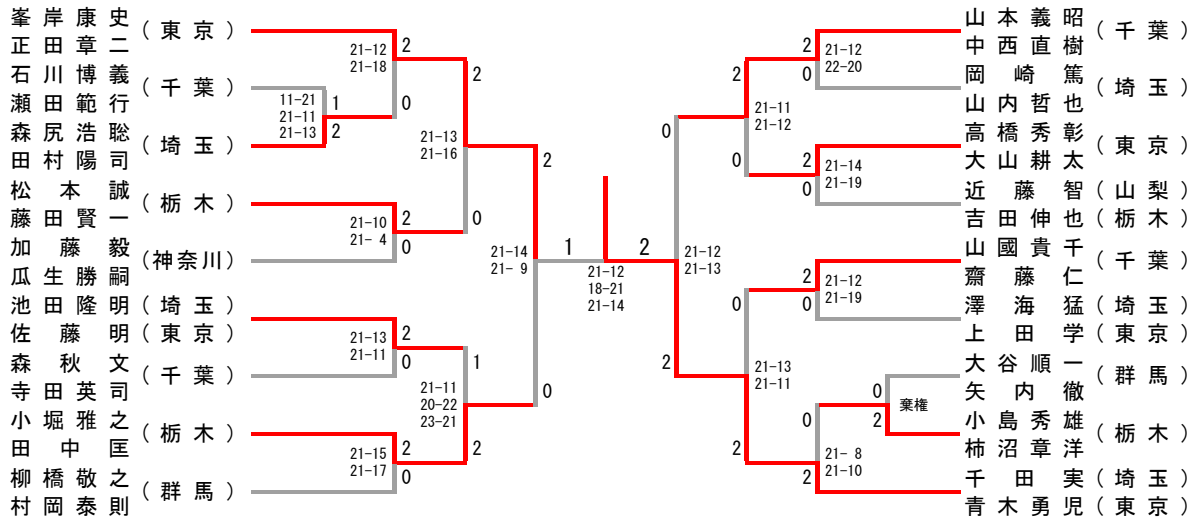 峯岸康史
正田章二
(東京)
石川博義
瀬田範行
(千葉)
森尻浩聡
田村陽司
(埼玉)
松本誠
藤田賢一
(栃木)
加藤毅
瓜生勝嗣
(神奈川)
池田隆明(埼玉)
佐藤明(東京)
森秋文
寺田英司
(千葉)
小堀雅之
田中匡
(栃木)
柳橋敬之
村岡泰則
(群馬)
11-21
21-11
21-13
1
2
21-12
21-18
2
0
21-10
21- 4
2
0
21-13
21-11
2
0
21-15
21-17
2
0
21-13
21-16
2
0
21-11
20-22
23-21
1
2
21-14
21- 9
2
0
1
2
21-12
18-21
21-14
21-12
21-13
0
2
21-11
21-12
2
0
21-13
21-11
0
2
21-12
22-20
2
0
21-14
21-19
2
0
21-12
21-19
2
0
21- 8
21-10
0
2
棄権
0
2
山本義昭
中西直樹
(千葉)
岡崎篤
山内哲也
(埼玉)
高橋秀彰
大山耕太
(東京)
近藤智(山梨)
吉田伸也(栃木)
山國貴千
齋藤仁
(千葉)
澤海猛(埼玉)
上田学(東京)
大谷順一
矢内徹
(群馬)
小島秀雄
柿沼章洋
(栃木)
千田実(埼玉)
青木勇児(東京)